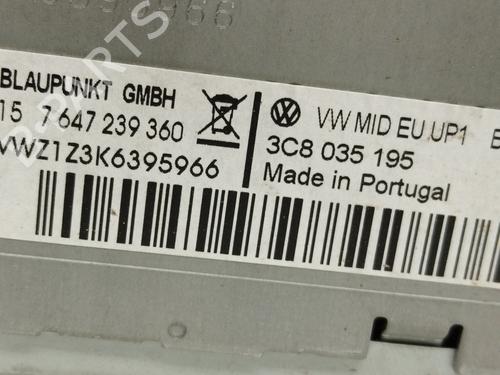 BLAUPUNKT GMBH
15 7 647 239 360
VWZ1Z3K6395966
VW MID EU.UP1
3C8 035 195
Made in Portugal
-PARTS